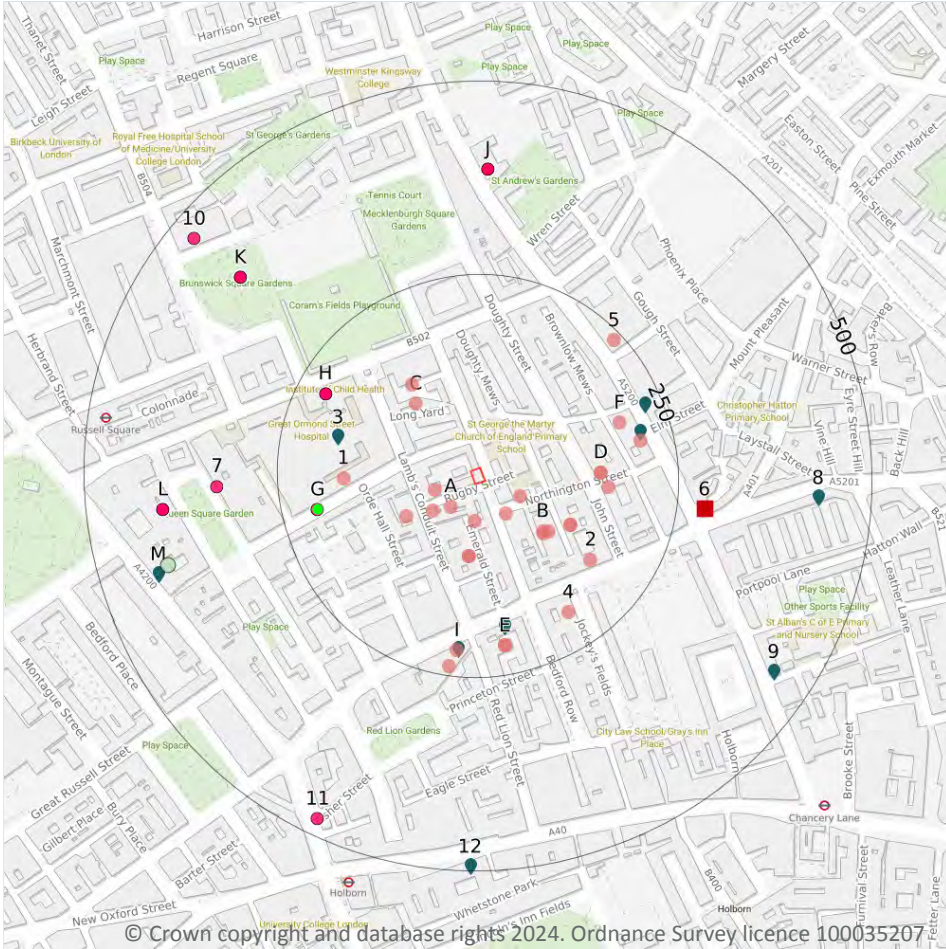 Harrison Street
Thanet Street
Play Space
Regent Square
Leigh Street
Westminster Kingsway
College
Play Space
Play Space
Play Space
Margery Street
Play Space
Birkbeck University of
London
Royal Free Hospital School
of Medicine/University
College London
St George's Gardens
B504
Easton Street
Exmouth Market
A201
Pine Street
J
St Andrew's Gardens
Tennis Court
Mecklenburgh Square
Gardens
Wren Street
10
Marchmont Street
K
Brunswick Square Gardens
Phoenix Place
Coram's Fields Playground
Gough Street
Mount Pleasant
Baker's Row
500
Doughty Street
Brownlow Mews
5
B502
Doughty Mews
Warner Street
Herbrand Street
H
Institute of Child Health
C
A5200
250
Colonnade
Long Yard
F
Elm Street
Christopher Hatton
Primary School
Eyre Street Hill
Russell Square
3
Great Ormond Street
Hospital
St George the Martyr
Church of England Primary
School
Laystall Street
Vine Hill
Back Hill
7
1
Lamb's Conduit Street
D
A401
8
A5201
L
G
Orde Hall Street
A
Rugby Street
Northington Street
6
Queen Square Garden
John Street
B
B521
Hatton Wall
M
Emerald Street
2
A4200
Portpool Lane
Leather Lane
Play Space
Other Sports Facility
4
Bedford Place
Play Space
I
E
Jockey's Fields
St Alban's C of E Primary
and Nursery School
9
Montague Street
Princeton Street
Bedford Row
Red Lion Street
Red Lion Gardens
City Law School/Gray's Inn
Place
Play Space
Holborn
Great Russell Street
Eagle Street
Brooke Street
Gilbert Place
Bury Place
11
sher Street
Chancery Lane
A40
Barter Street
12
Holborn
B400
Whetstone Park
Holborn
New Oxford Street
University College London
's Inn Fields
Furnival Street
Fetter Lane
© Crown copyright and database rights 2024. Ordnance Survey licence 100035207